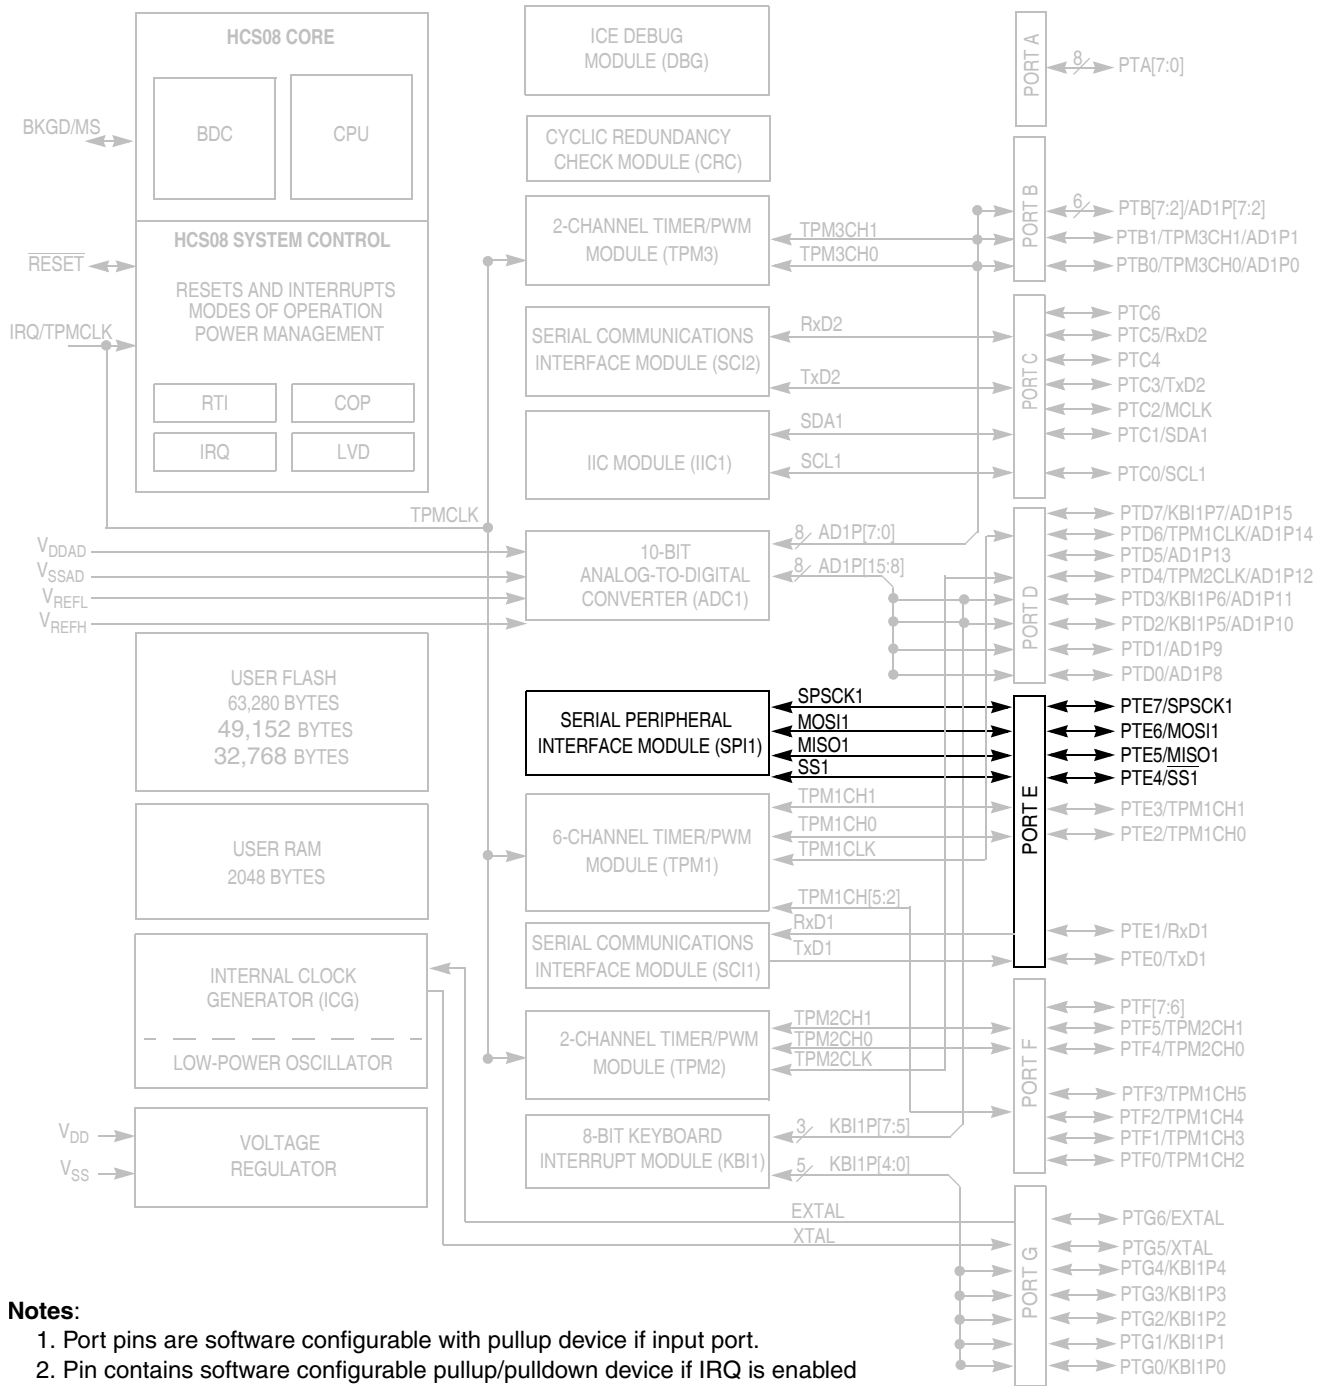 HCS08 CORE
BDC
CPU
BKGD/MS
HCS08 SYSTEM CONTROL
RESET
RESETS AND INTERRUPTS
MODES OF OPERATION
POWER MANAGEMENT
IRQ/TPMCLK
RTI
COP
IRQ
LVD
TPMCLK
VDDAD
VSSAD
VREFL
VREFH
USER FLASH
63,280 BYTES
49,152 BYTES
32,768 BYTES
USER RAM
2048 BYTES
INTERNAL CLOCK
GENERATOR (ICG)
LOW-POWER OSCILLATOR
VDD
VSS
VOLTAGE
REGULATOR
ICE DEBUG
MODULE (DBG)
CYCLIC REDUNDANCY
CHECK MODULE (CRC)
2-CHANNEL TIMER/PWM
MODULE (TPM3)
TPM3CH1
TPM3CH0
SERIAL COMMUNICATIONS
INTERFACE MODULE (SCI2)
RxD2
TxD2
IIC MODULE (IIC1)
SDA1
SCL1
10-BIT
ANALOG-TO-DIGITAL
CONVERTER (ADC1)
8 AD1P[7:0]
8 AD1P[15:8]
SERIAL PERIPHERAL
INTERFACE MODULE (SPI1)
SPSCK1
MOSI1
MISO1
SS1
6-CHANNEL TIMER/PWM
MODULE (TPM1)
TPM1CH1
TPM1CH0
TPM1CLK
TPM1CH[5:2]
SERIAL COMMUNICATIONS
INTERFACE MODULE (SCI1)
RxD1
TxD1
2-CHANNEL TIMER/PWM
MODULE (TPM2)
TPM2CH1
TPM2CH0
TPM2CLK
8-BIT KEYBOARD
INTERRUPT MODULE (KBI1)
3 KBI1P[7:5]
5 KBI1P[4:0]
EXTAL
XTAL
PORT A
8
PTA[7:0]
PORT B
6
PTB[7:2]/AD1P[7:2]
PTB1/TPM3CH1/AD1P1
PTB0/TPM3CH0/AD1P0
PORT C
PTC6
PTC5/RxD2
PTC4
PTC3/TxD2
PTC2/MCLK
PTC1/SDA1
PTC0/SCL1
PORT D
PTD7/KBI1P7/AD1P15
PTD6/TPM1CLK/AD1P14
PTD5/AD1P13
PTD4/TPM2CLK/AD1P12
PTD3/KBI1P6/AD1P11
PTD2/KBI1P5/AD1P10
PTD1/AD1P9
PTD0/AD1P8
PORT E
PTE7/SPSCK1
PTE6/MOSI1
PTE5/MISO1
PTE4/SS1
PTE3/TPM1CH1
PTE2/TPM1CH0
PTE1/RxD1
PTE0/TxD1
PORT F
PTF[7:6]
PTF5/TPM2CH1
PTF4/TPM2CH0
PTF3/TPM1CH5
PTF2/TPM1CH4
PTF1/TPM1CH3
PTF0/TPM1CH2
PORT G
PTG6/EXTAL
PTG5/XTAL
PTG4/KBI1P4
PTG3/KBI1P3
PTG2/KBI1P2
PTG1/KBI1P1
PTG0/KBI1P0
Notes:
1. Port pins are software configurable with pullup device if input port.
2. Pin contains software configurable pullup/pulldown device if IRQ is enabled